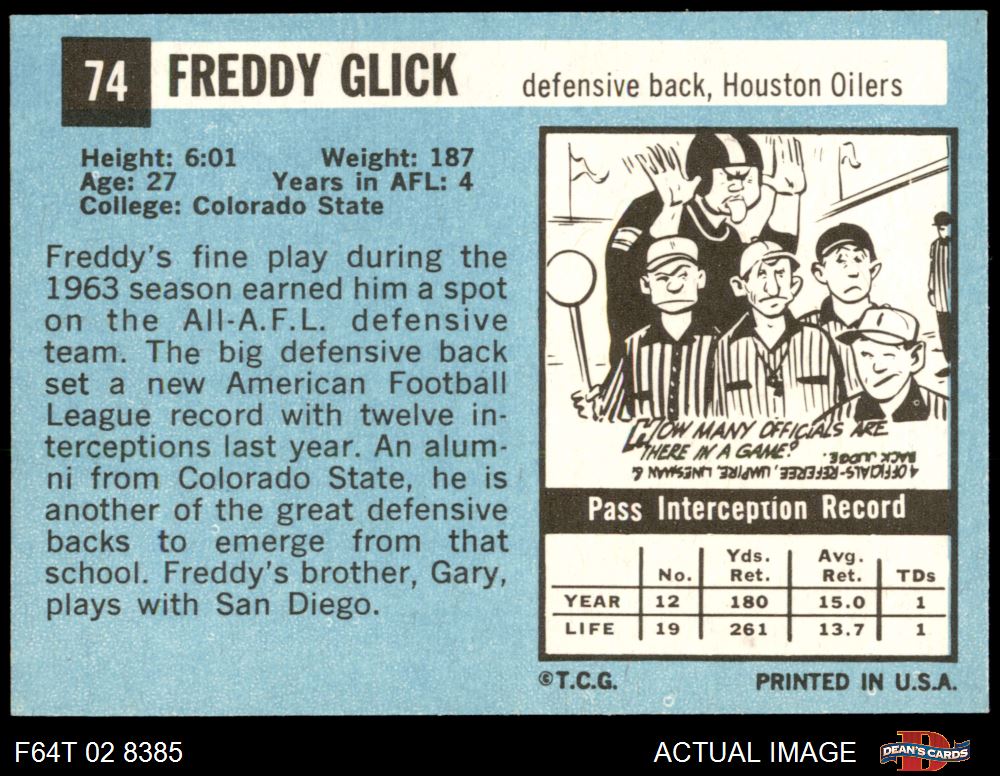 74
FREDDY GLICK
defensive back, Houston Oilers
Height: 6:01 Weight: 187
Age: 27 Years in AFL: 4
College: Colorado State
Freddy's fine play during the
1963 season earned him a spot
on the All-A.F.L. defensive
team. The big defensive back
set a new American Football
League record with twelve in-
terceptions last year. An alum-
ni from Colorado State, he is
another of the great defensive
backs to emerge from that
school. Freddy's brother, Gary,
plays with San Diego.
HOW MANY OFFICIALS ARE
THERE IN A GAME?
4 OFFICIALS-REFEREE, UMPIRE, LINESMAN &
BACK JUDGE.
Pass Interception Record
No. Yds. Ret. Avg. Ret. TDs
YEAR 12 180 15.0 1
LIFE 19 261 13.7 1
©T.C.G. PRINTED IN U.S.A.
F64T 02 8385 ACTUAL IMAGE DEAN'S CARDS